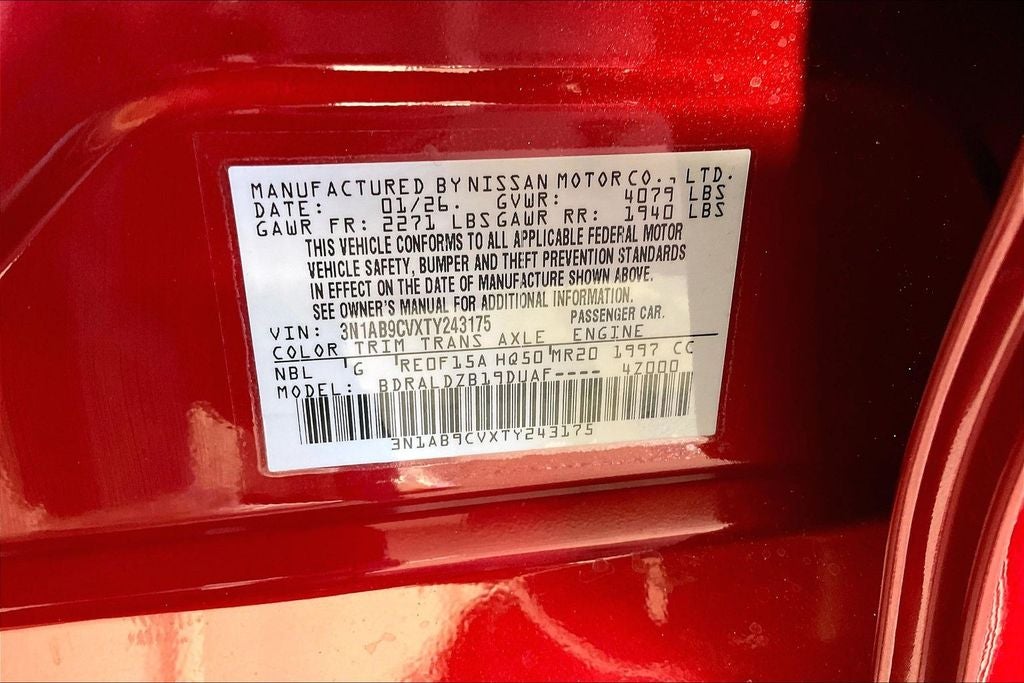 MANUFACTURED BY NISSAN MOTOR CO., LTD.
DATE: 01/26. GVWR: 4079 LBS
GAWR FR: 2271 LBS GAWR RR: 1940 LBS
THIS VEHICLE CONFORMS TO ALL APPLICABLE FEDERAL MOTOR
VEHICLE SAFETY, BUMPER AND THEFT PREVENTION STANDARDS
IN EFFECT ON THE DATE OF MANUFACTURE SHOWN ABOVE.
SEE OWNER'S MANUAL FOR ADDITIONAL INFORMATION.
VIN: 3N1AB9CVXTY243175 PASSENGER CAR.
COLOR TRIM TRANS AXLE ENGINE
NBL G RE0F15A HQ50 MR20 1997 CC
MODEL: BDRALDZB19DUAF---- 4Z000
3N1AB9CVXTY243175